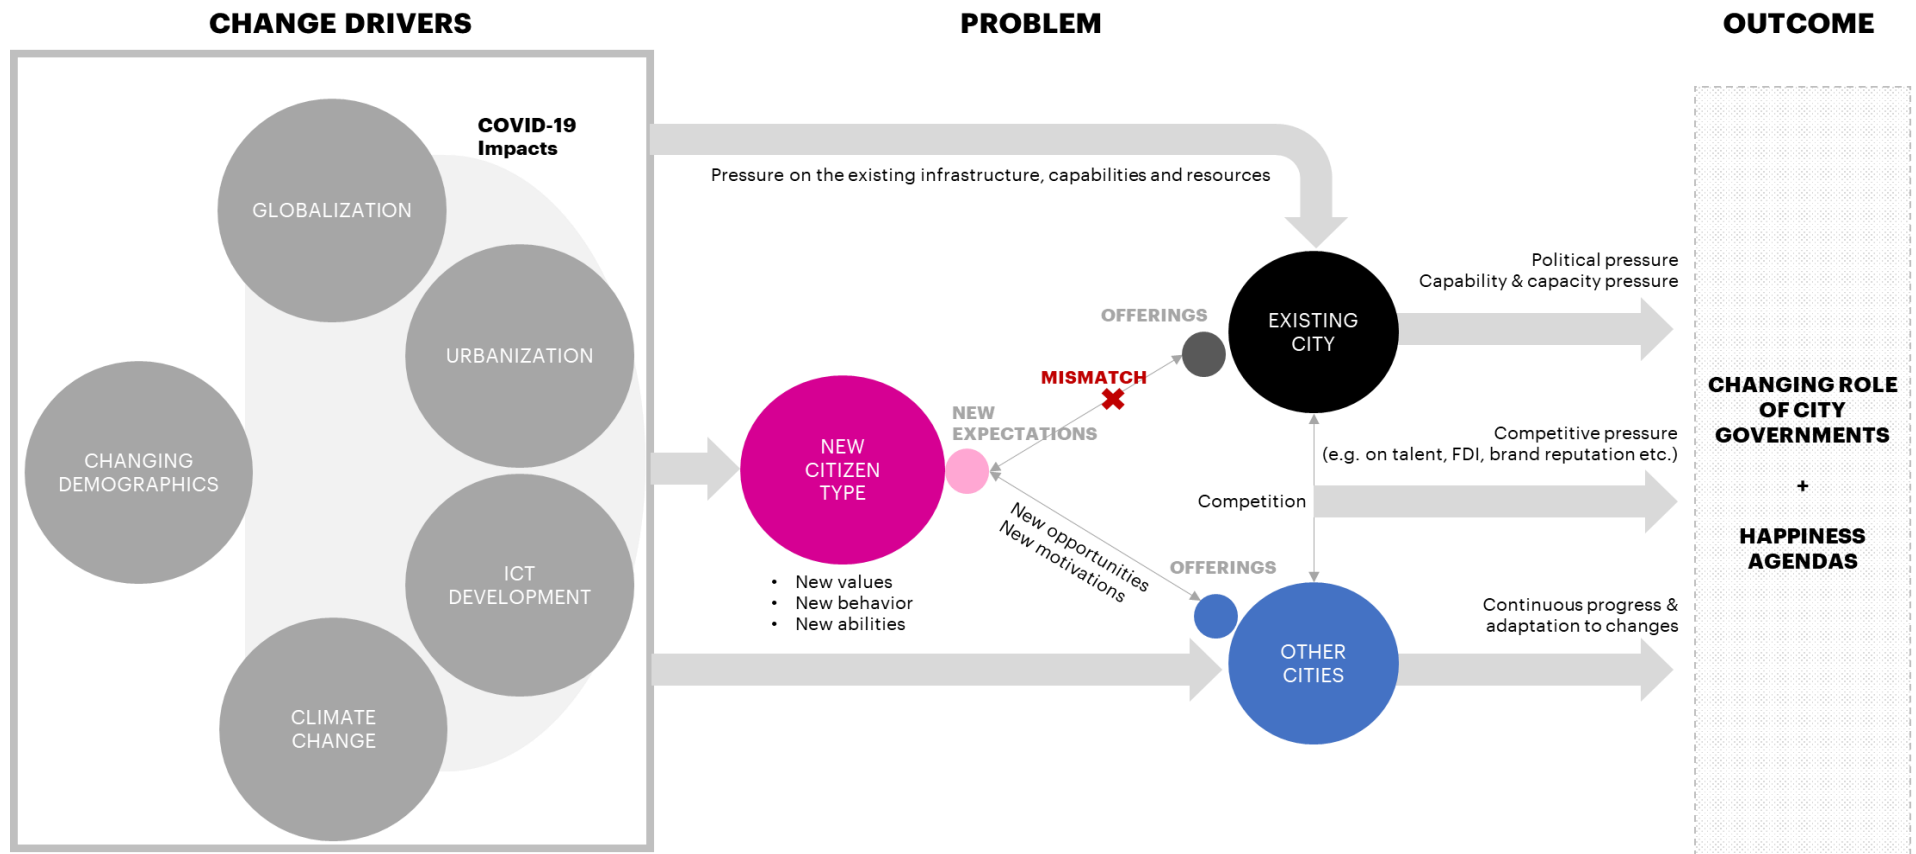 CHANGE DRIVERS
PROBLEM
OUTCOME
COVID-19
Impacts
GLOBALIZATION
URBANIZATION
CHANGING
DEMOGRAPHICS
ICT
DEVELOPMENT
CLIMATE
CHANGE
Pressure on the existing infrastructure, capabilities and resources
NEW
CITIZEN
TYPE
• New values
• New behavior
• New abilities
NEW
EXPECTATIONS
MISMATCH
OFFERINGS
EXISTING
CITY
New opportunities
New motivations
OFFERINGS
OTHER
CITIES
Competition
Political pressure
Capability & capacity pressure
Competitive pressure
(e.g. on talent, FDI, brand reputation etc.)
Continuous progress &
adaptation to changes
CHANGING ROLE
OF CITY
GOVERNMENTS
+
HAPPINESS
AGENDAS